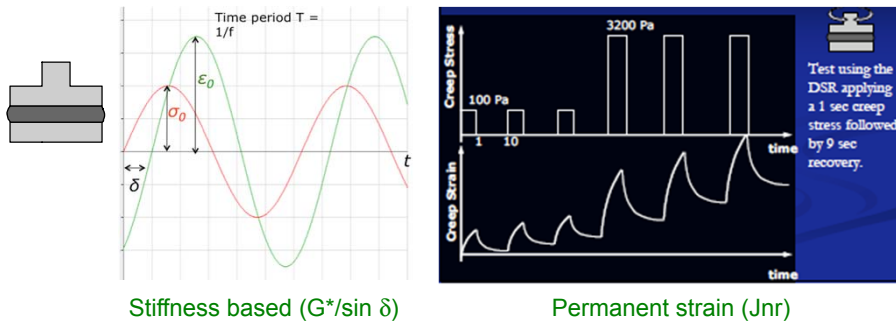 Time period T =
1/f
ε₀
σ₀
δ
t
Creep Stress
3200 Pa
100 Pa
1 10
time
Creep Strain
time
Test using the
DSR applying
a 1 sec creep
stress followed
by 9 sec
recovery.
Stiffness based (G*/sin δ)
Permanent strain (Jnr)